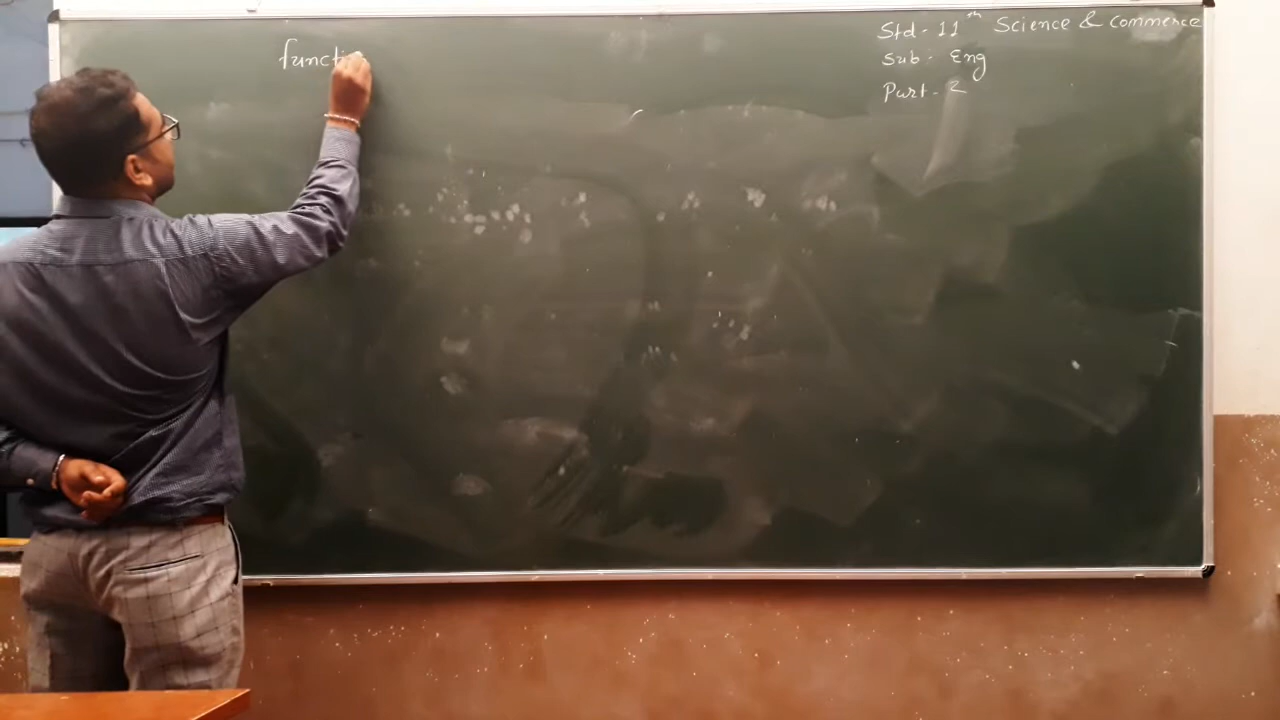 functi
Std - 11th Science & Commerce
Sub - Eng
Part - 2